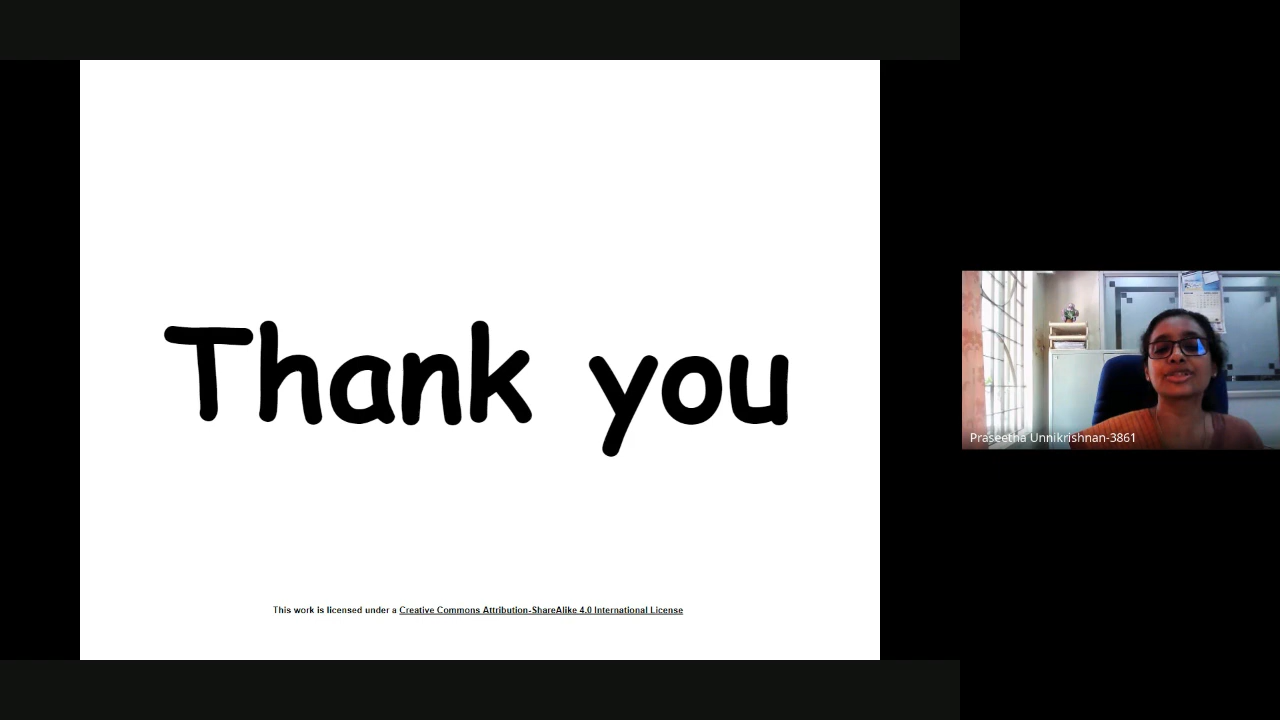 Thank you
This work is licensed under a Creative Commons Attribution-ShareAlike 4.0 International License
Praseetha Unnikrishnan-3861